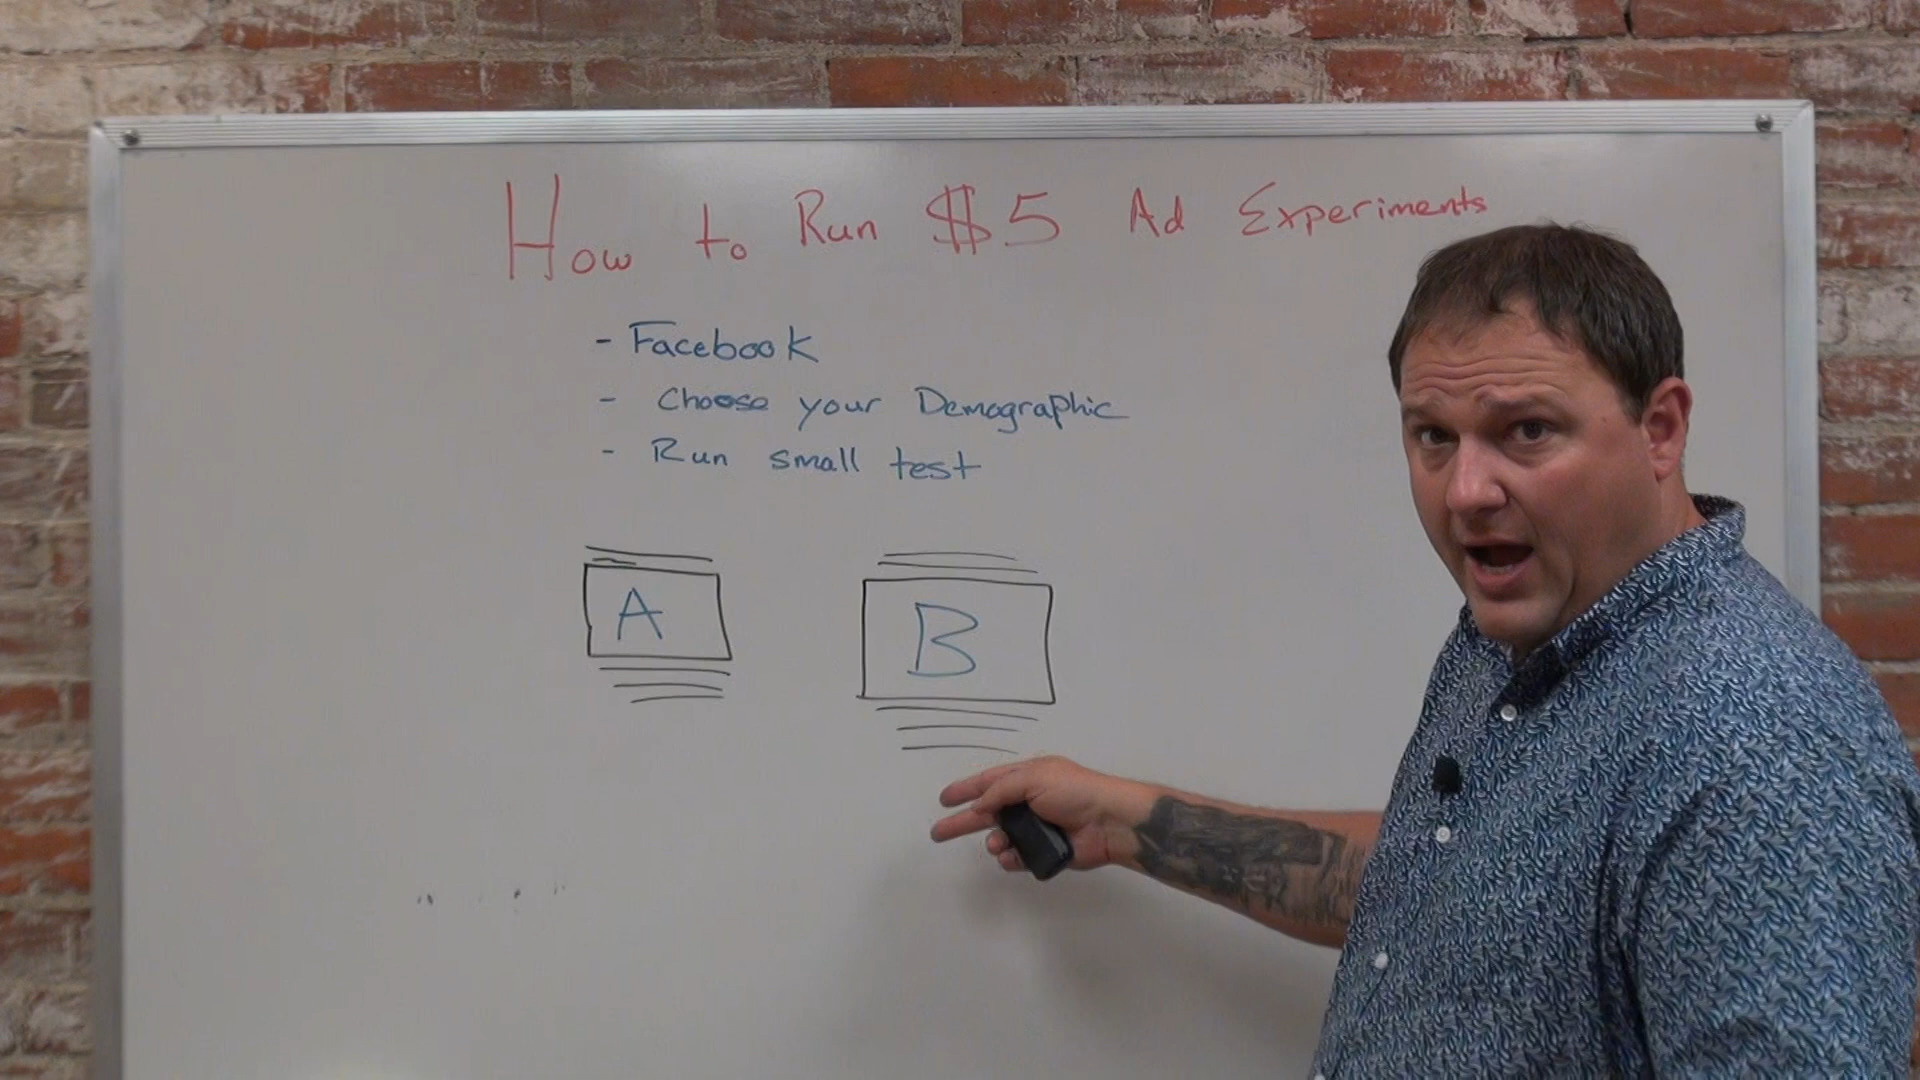 How to Run $5 Ad Experiments
- Facebook
- Choose your Demographic
- Run small test
A B